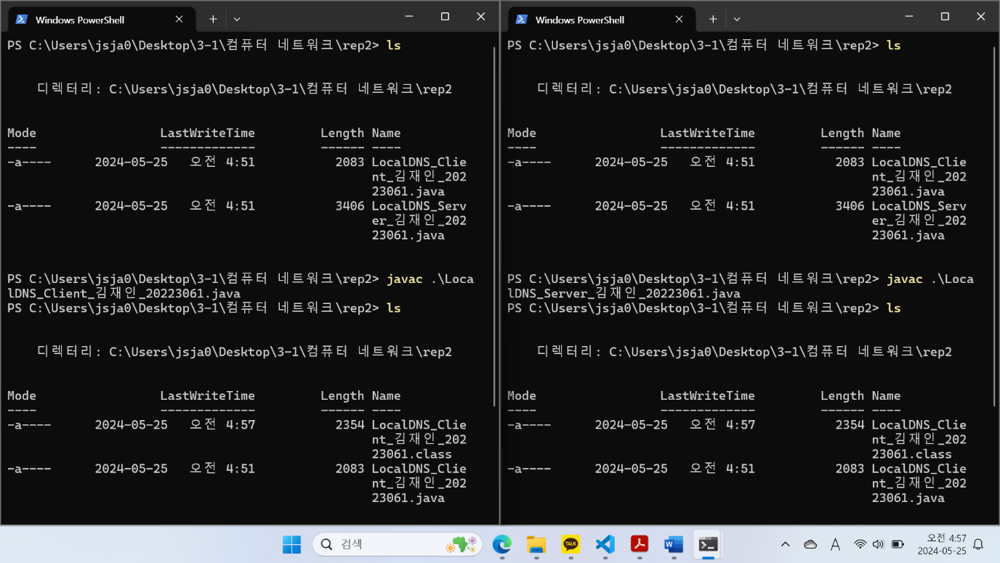 Windows PowerShell
PS C:\Users\jsja0\Desktop\3-1\컴퓨터 네트워크\rep2> ls
디렉터리: C:\Users\jsja0\Desktop\3-1\컴퓨터 네트워크\rep2
Mode LastWriteTime Length Name
---- ------------- ------ ----
-a---- 2024-05-25 오전 4:51 2083 LocalDNS_Clie
nt_김재인_202
23061.java
-a---- 2024-05-25 오전 4:51 3406 LocalDNS_Serv
er_김재인_202
23061.java
PS C:\Users\jsja0\Desktop\3-1\컴퓨터 네트워크\rep2> javac .\Loca
lDNS_Client_김재인_20223061.java
PS C:\Users\jsja0\Desktop\3-1\컴퓨터 네트워크\rep2> ls
디렉터리: C:\Users\jsja0\Desktop\3-1\컴퓨터 네트워크\rep2
Mode LastWriteTime Length Name
---- ------------- ------ ----
-a---- 2024-05-25 오전 4:57 2354 LocalDNS_Clie
nt_김재인_202
23061.class
-a---- 2024-05-25 오전 4:51 2083 LocalDNS_Clie
nt_김재인_202
23061.java
Windows PowerShell
PS C:\Users\jsja0\Desktop\3-1\컴퓨터 네트워크\rep2> ls
디렉터리: C:\Users\jsja0\Desktop\3-1\컴퓨터 네트워크\rep2
Mode LastWriteTime Length Name
---- ------------- ------ ----
-a---- 2024-05-25 오전 4:51 2083 LocalDNS_Clie
nt_김재인_202
23061.java
-a---- 2024-05-25 오전 4:51 3406 LocalDNS_Serv
er_김재인_202
23061.java
PS C:\Users\jsja0\Desktop\3-1\컴퓨터 네트워크\rep2> javac .\Loca
lDNS_Server_김재인_20223061.java
PS C:\Users\jsja0\Desktop\3-1\컴퓨터 네트워크\rep2> ls
디렉터리: C:\Users\jsja0\Desktop\3-1\컴퓨터 네트워크\rep2
Mode LastWriteTime Length Name
---- ------------- ------ ----
-a---- 2024-05-25 오전 4:57 2354 LocalDNS_Clie
nt_김재인_202
23061.class
-a---- 2024-05-25 오전 4:51 2083 LocalDNS_Clie
nt_김재인_202
23061.java
검색
TALK
W
A
오전 4:57
2024-05-25